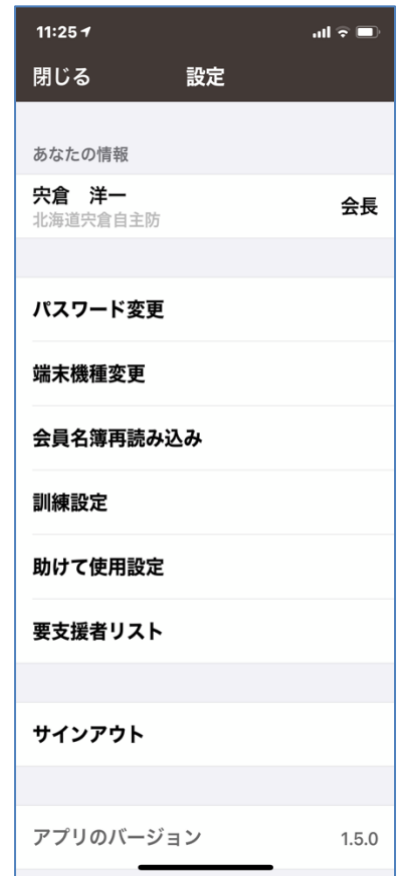 11:25
閉じる 設定
あなたの情報
宍倉 洋一 会長
北海道宍倉自主防
パスワード変更
端末機種変更
会員名簿再読み込み
訓練設定
助けて使用設定
要支援者リスト
サインアウト
アプリのバージョン 1.5.0